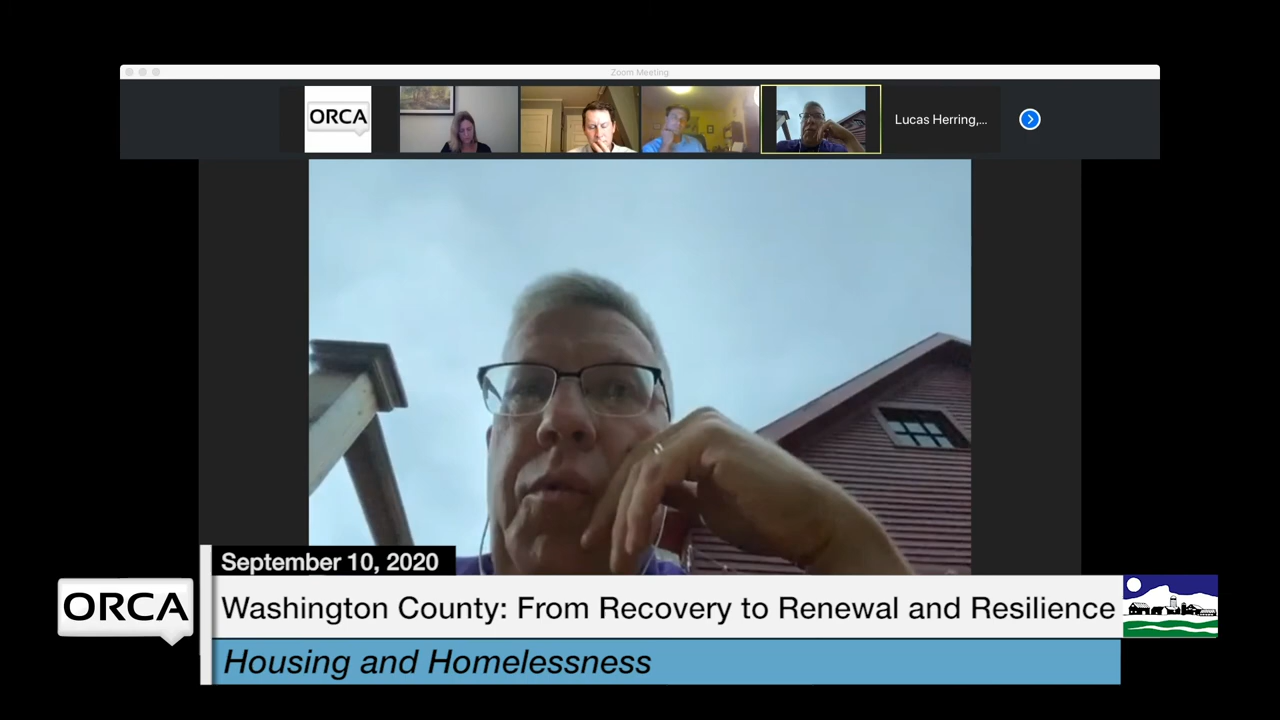 Zoom Meeting
ORCA
Lucas Herring,...
September 10, 2020
ORCA
Washington County: From Recovery to Renewal and Resilience
Housing and Homelessness